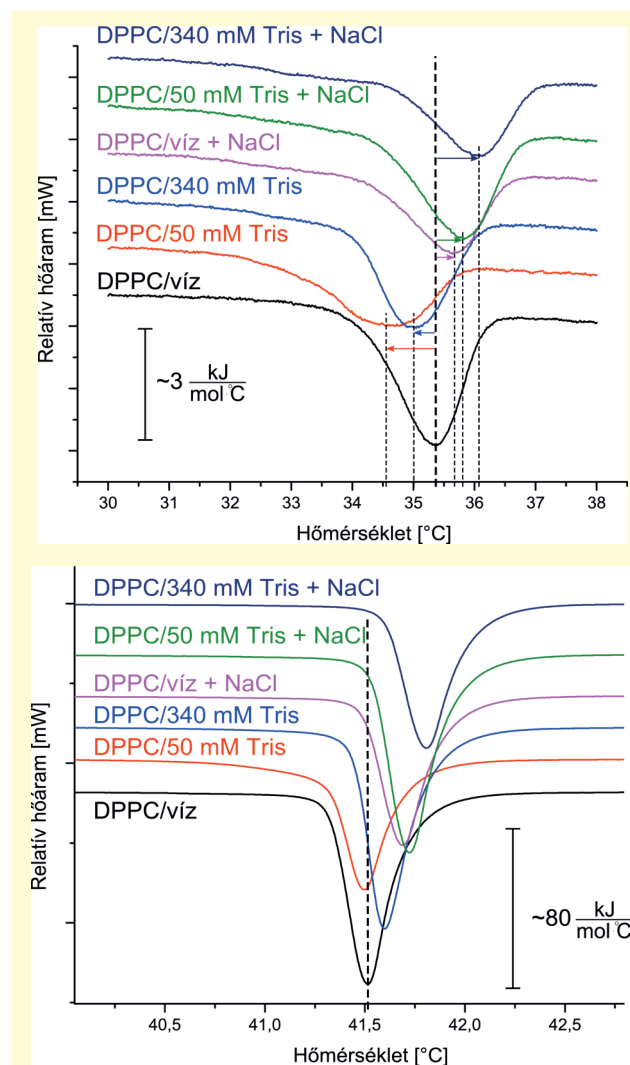 DPPC/340 mM Tris + NaCl
DPPC/50 mM Tris + NaCl
DPPC/víz + NaCl
DPPC/340 mM Tris
DPPC/50 mM Tris
DPPC/víz
Relatív hőáram [mW]
~3 kJ
mol·°C
30 31 32 33 34 35 36 37 38
Hőmérséklet [°C]
DPPC/340 mM Tris + NaCl
DPPC/50 mM Tris + NaCl
DPPC/víz + NaCl
DPPC/340 mM Tris
DPPC/50 mM Tris
DPPC/víz
Relatív hőáram [mW]
~80 kJ
mol·°C
40,5 41,0 41,5 42,0 42,5
Hőmérséklet [°C]